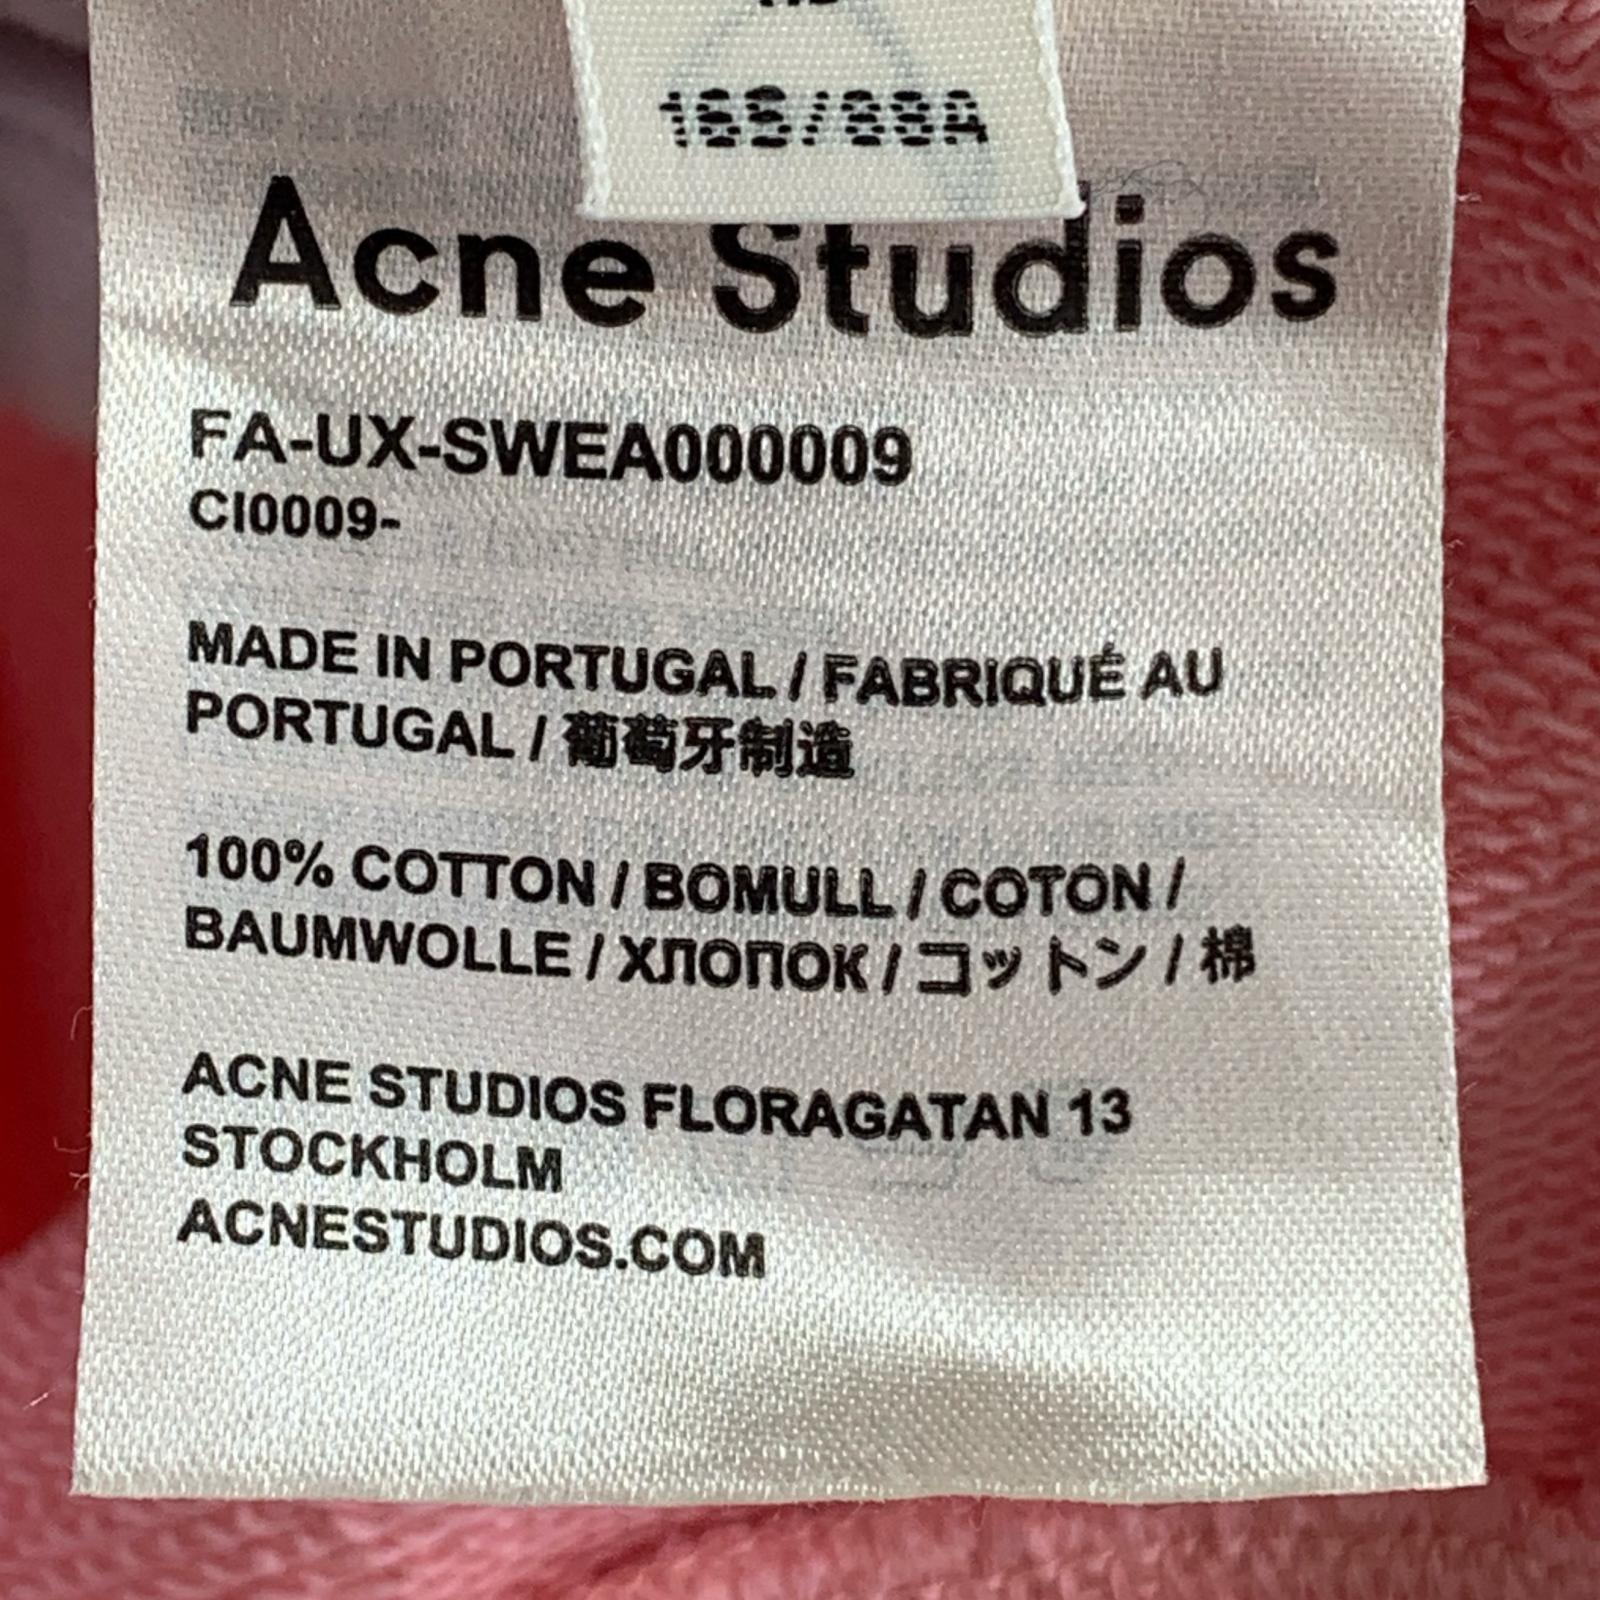 165/88A
Acne Studios
FA-UX-SWEA000009
CI0009-
MADE IN PORTUGAL / FABRIQUÉ AU
PORTUGAL / 葡萄牙制造
100% COTTON / BOMULL / COTON /
BAUMWOLLE / ХЛОПОК / コットン / 棉
ACNE STUDIOS FLORAGATAN 13
STOCKHOLM
ACNESTUDIOS.COM